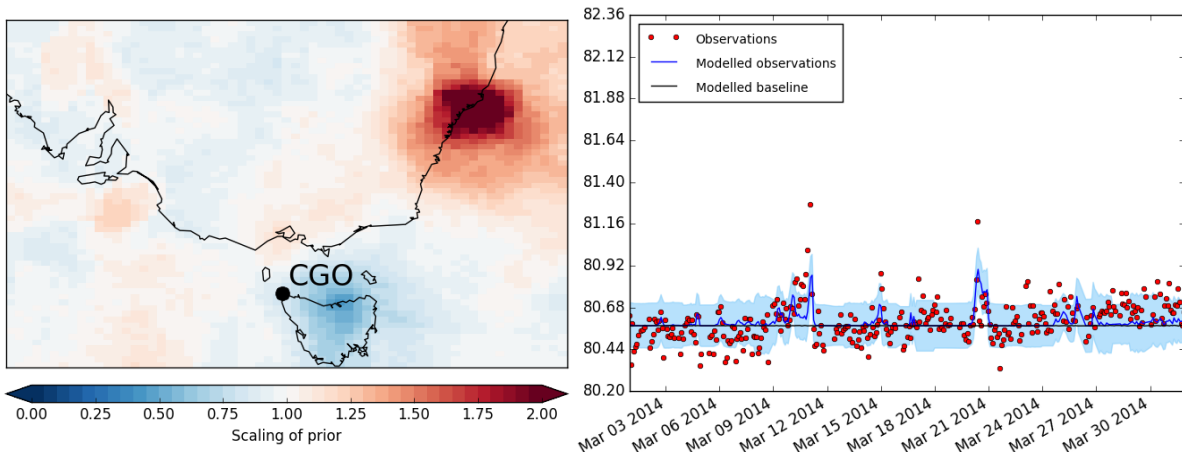 CGO
0.00 0.25 0.50 0.75 1.00 1.25 1.50 1.75 2.00
Scaling of prior
82.36
82.12
81.88
81.64
81.40
81.16
80.92
80.68
80.44
80.20
Observations
Modelled observations
Modelled baseline
Mar 03 2014
Mar 06 2014
Mar 09 2014
Mar 12 2014
Mar 15 2014
Mar 18 2014
Mar 21 2014
Mar 24 2014
Mar 27 2014
Mar 30 2014